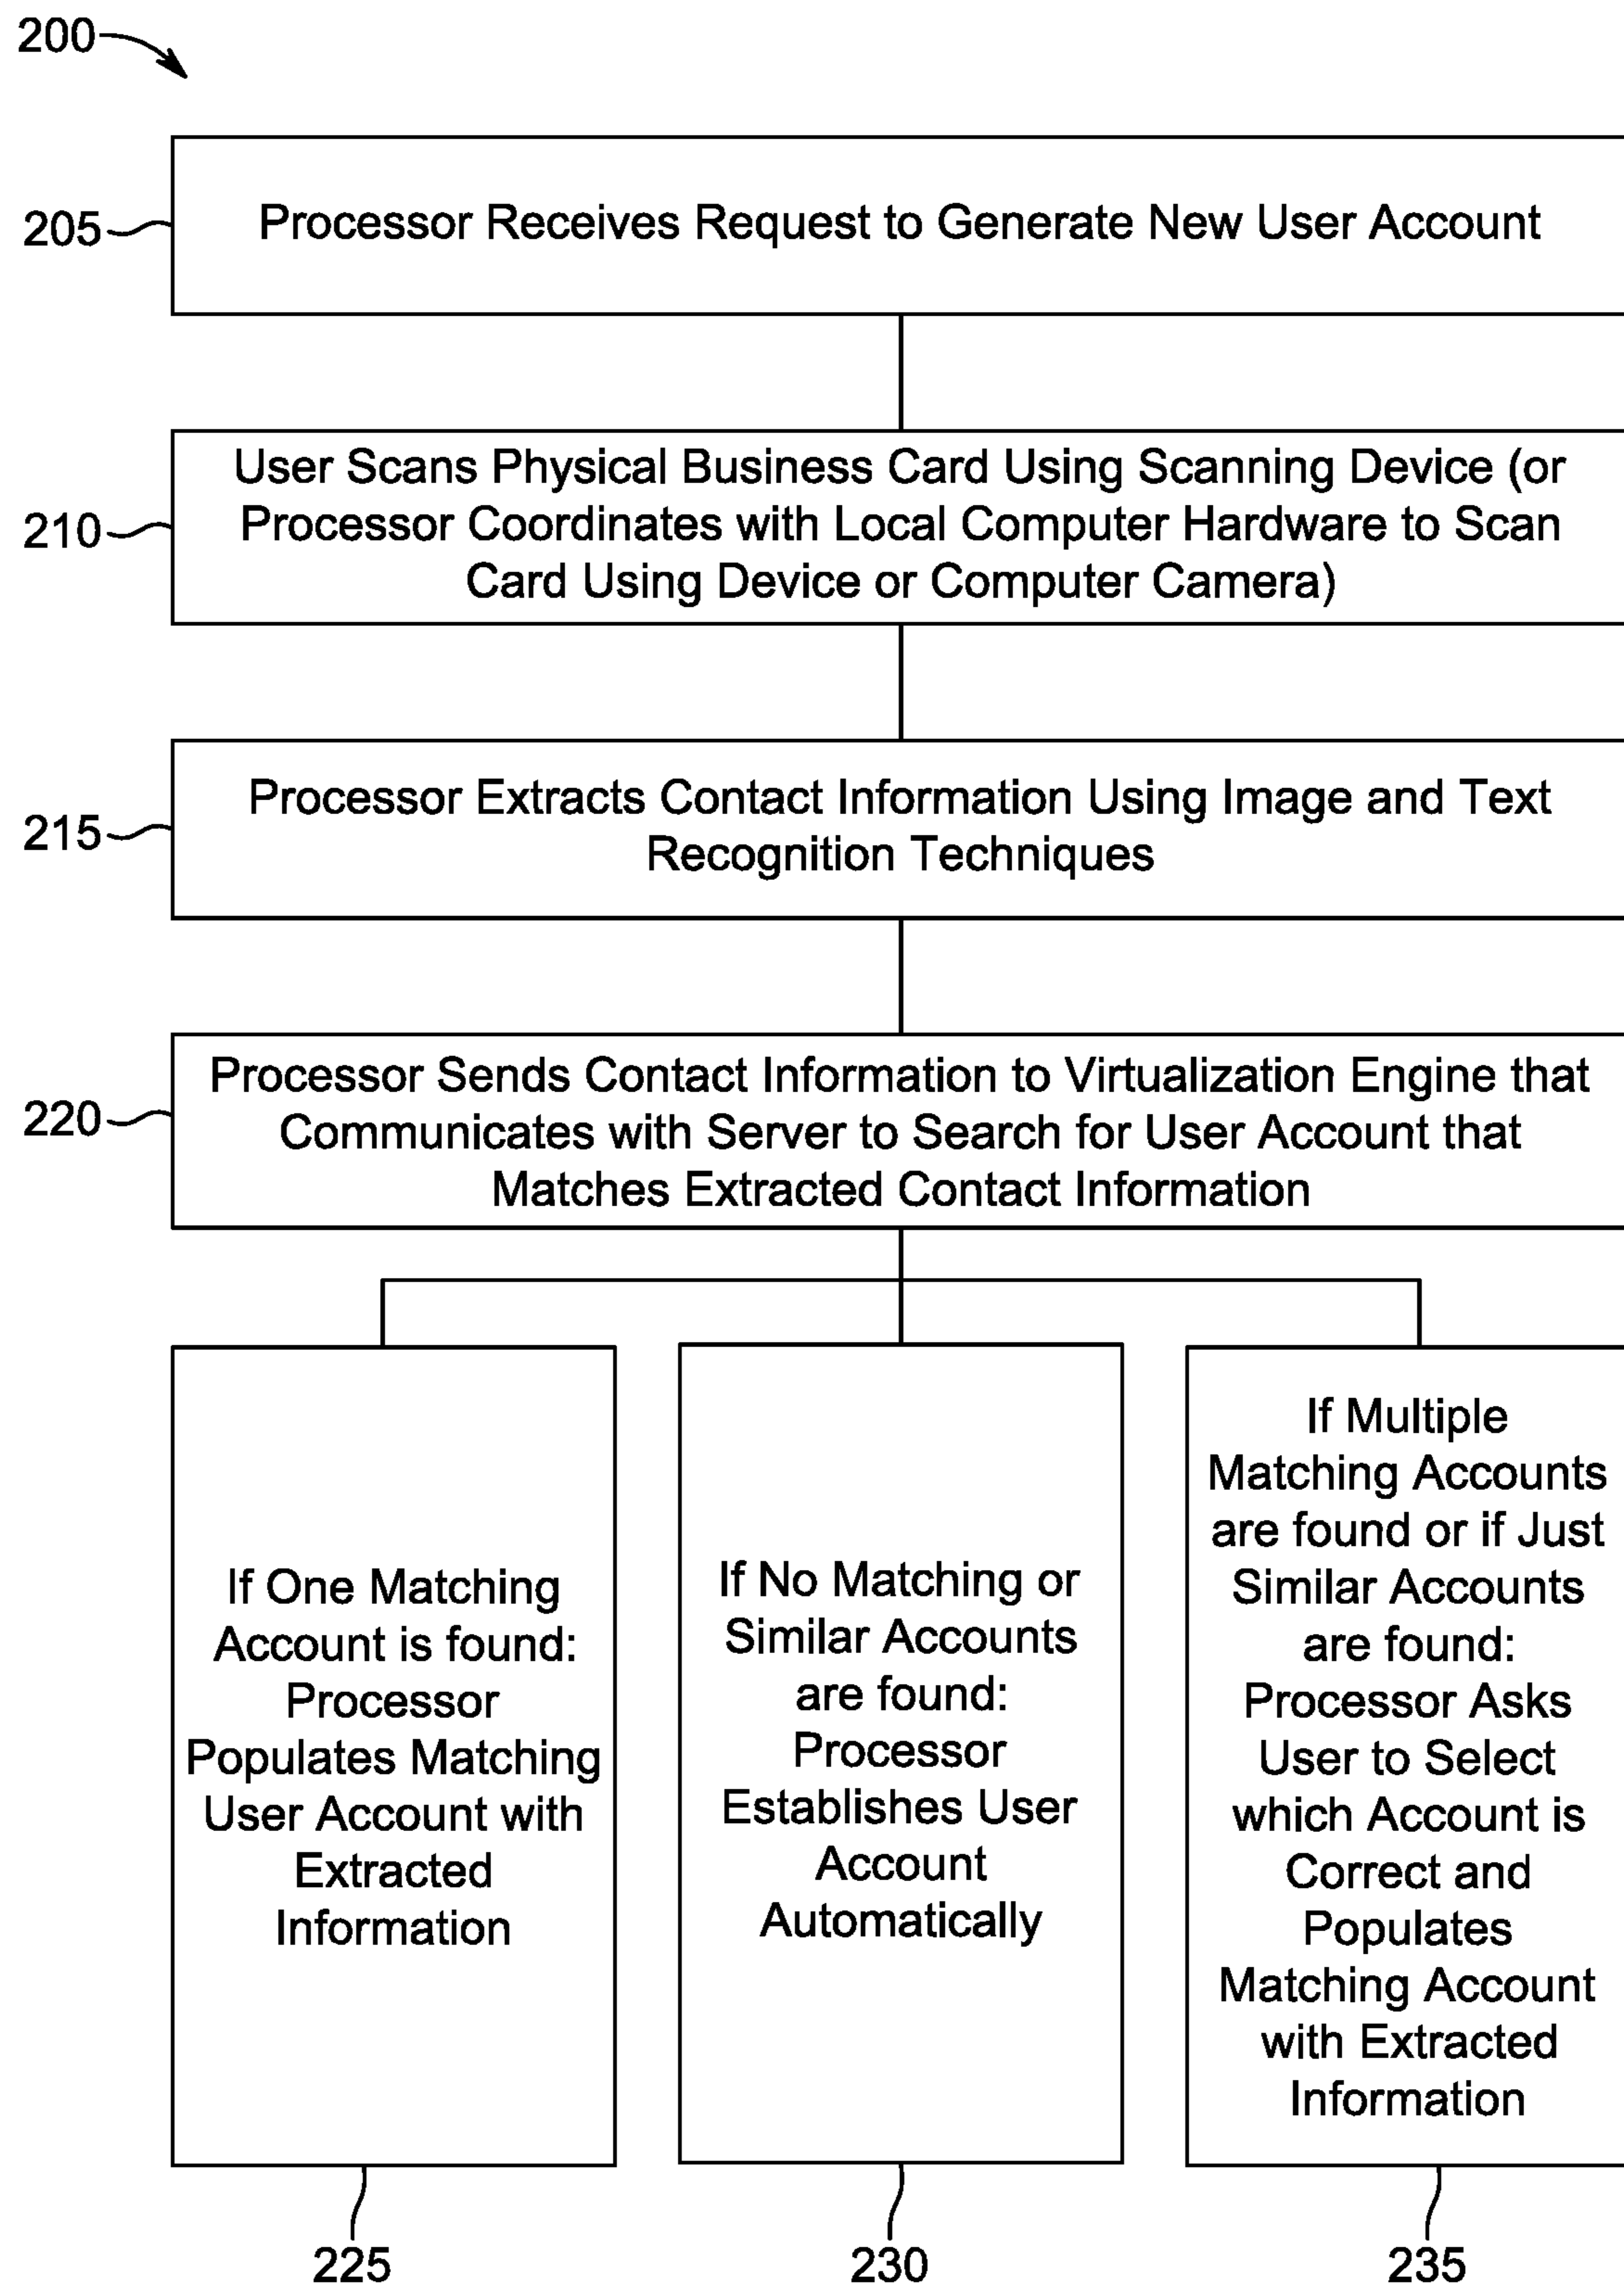 200
205
Processor Receives Request to Generate New User Account
210
User Scans Physical Business Card Using Scanning Device (or
Processor Coordinates with Local Computer Hardware to Scan
Card Using Device or Computer Camera)
215
Processor Extracts Contact Information Using Image and Text
Recognition Techniques
220
Processor Sends Contact Information to Virtualization Engine that
Communicates with Server to Search for User Account that
Matches Extracted Contact Information
If One Matching
Account is found:
Processor
Populates Matching
User Account with
Extracted
Information
225
If No Matching or
Similar Accounts
are found:
Processor
Establishes User
Account
Automatically
230
If Multiple
Matching Accounts
are found or if Just
Similar Accounts
are found:
Processor Asks
User to Select
which Account is
Correct and
Populates
Matching Account
with Extracted
Information
235